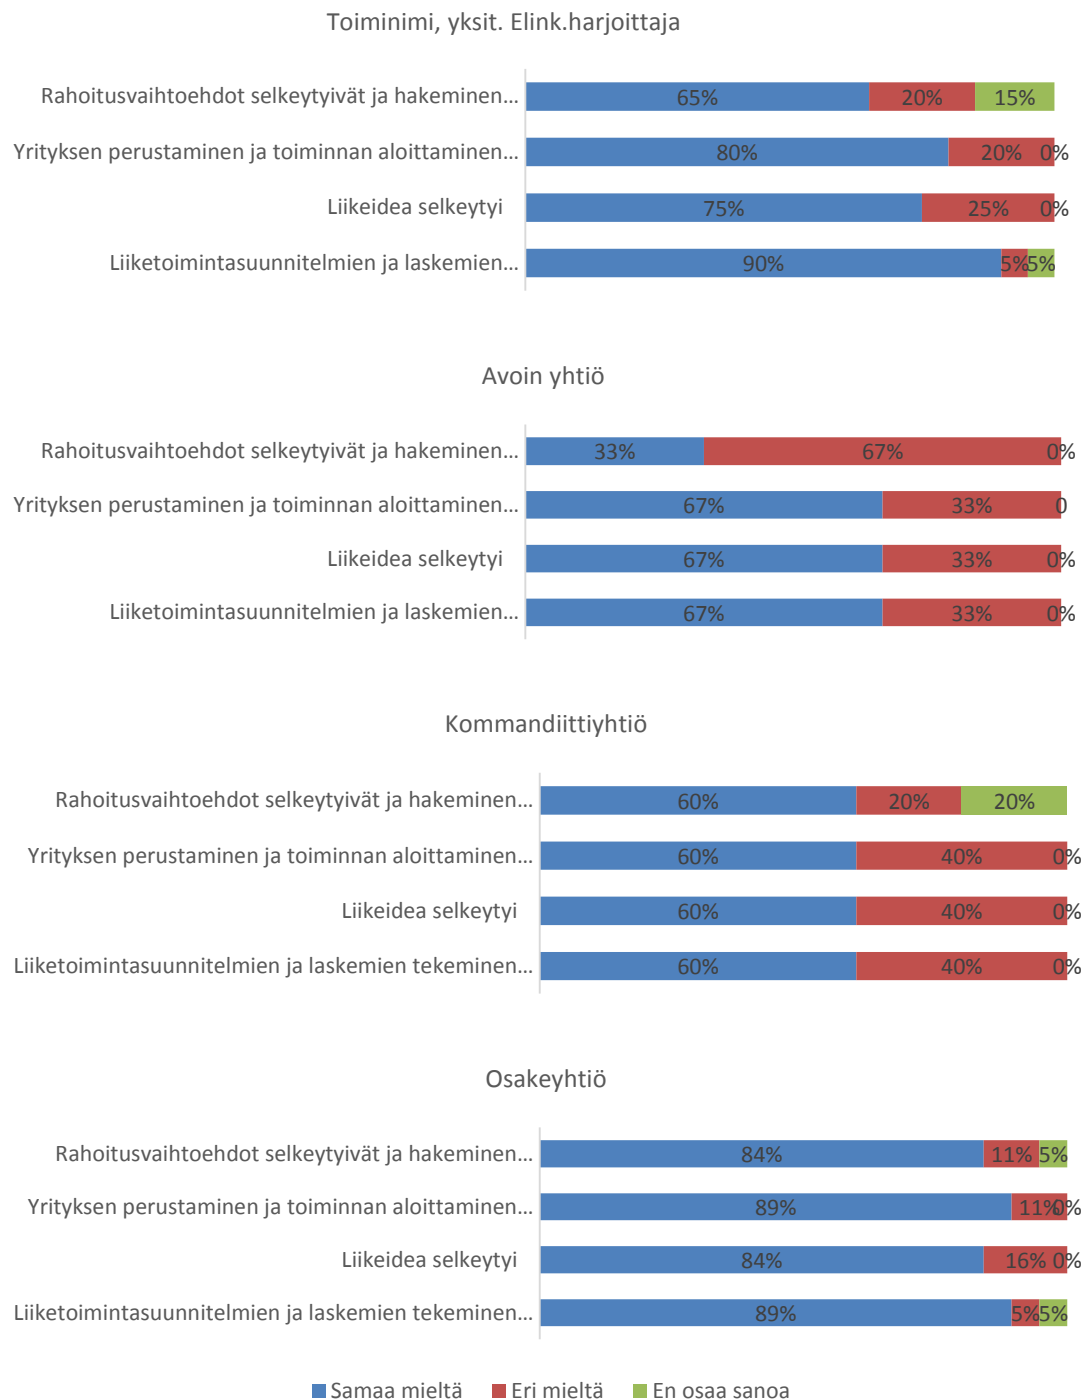 Toiminimi, yksit. Elink.harjoittaja
Rahoitusvaihtoehdot selkeytyivät ja hakeminen... 65% 20% 15%
Yrityksen perustaminen ja toiminnan aloittaminen... 80% 20% 0%
Liikeidea selkeytyi 75% 25% 0%
Liiketoimintasuunnitelmien ja laskemien... 90% 5% 5%
Avoin yhtiö
Rahoitusvaihtoehdot selkeytyivät ja hakeminen... 33% 67% 0%
Yrityksen perustaminen ja toiminnan aloittaminen... 67% 33% 0
Liikeidea selkeytyi 67% 33% 0%
Liiketoimintasuunnitelmien ja laskemien... 67% 33% 0%
Kommandiittiyhtiö
Rahoitusvaihtoehdot selkeytyivät ja hakeminen... 60% 20% 20%
Yrityksen perustaminen ja toiminnan aloittaminen... 60% 40% 0%
Liikeidea selkeytyi 60% 40% 0%
Liiketoimintasuunnitelmien ja laskemien tekeminen... 60% 40% 0%
Osakeyhtiö
Rahoitusvaihtoehdot selkeytyivät ja hakeminen... 84% 11% 5%
Yrityksen perustaminen ja toiminnan aloittaminen... 89% 11% 0%
Liikeidea selkeytyi 84% 16% 0%
Liiketoimintasuunnitelmien ja laskemien tekeminen... 89% 5% 5%
Samaa mieltä Eri mieltä En osaa sanoa